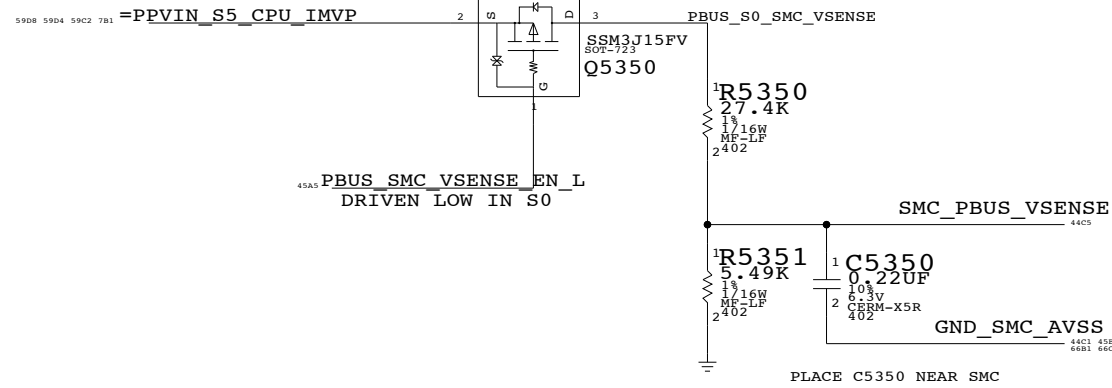 59D8 59D4 59C2 7B1 =PPVIN_S5_CPU_IMVP
2 S D 3
PBUS_S0_SMC_VSENSE
SSM3J15FV
SOT-723
Q5350
G
1
1 R5350
27.4K
1%
1/16W
MF-LF
2 402
45A5 PBUS_SMC_VSENSE_EN_L
DRIVEN LOW IN S0
SMC_PBUS_VSENSE
44C5
1 R5351
5.49K
1%
1/16W
MF-LF
2 402
1 C5350
0.22UF
10%
6.3V
2 CERM-X5R
402
GND_SMC_AVSS
44C1
66B1
PLACE C5350 NEAR SMC